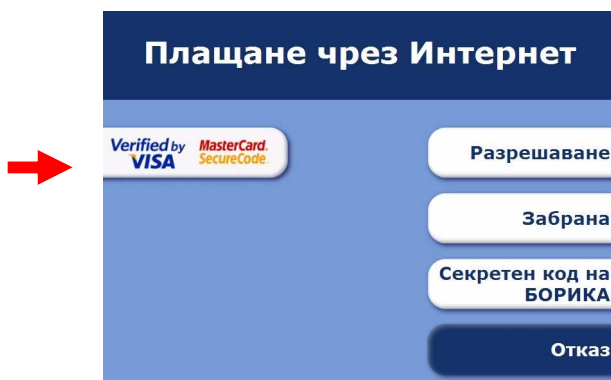 Плащане чрез Интернет
Verified by
VISA
MasterCard.
SecureCode.
Разрешаване
Забрана
Секретен код на
БОРИКА
Отказ